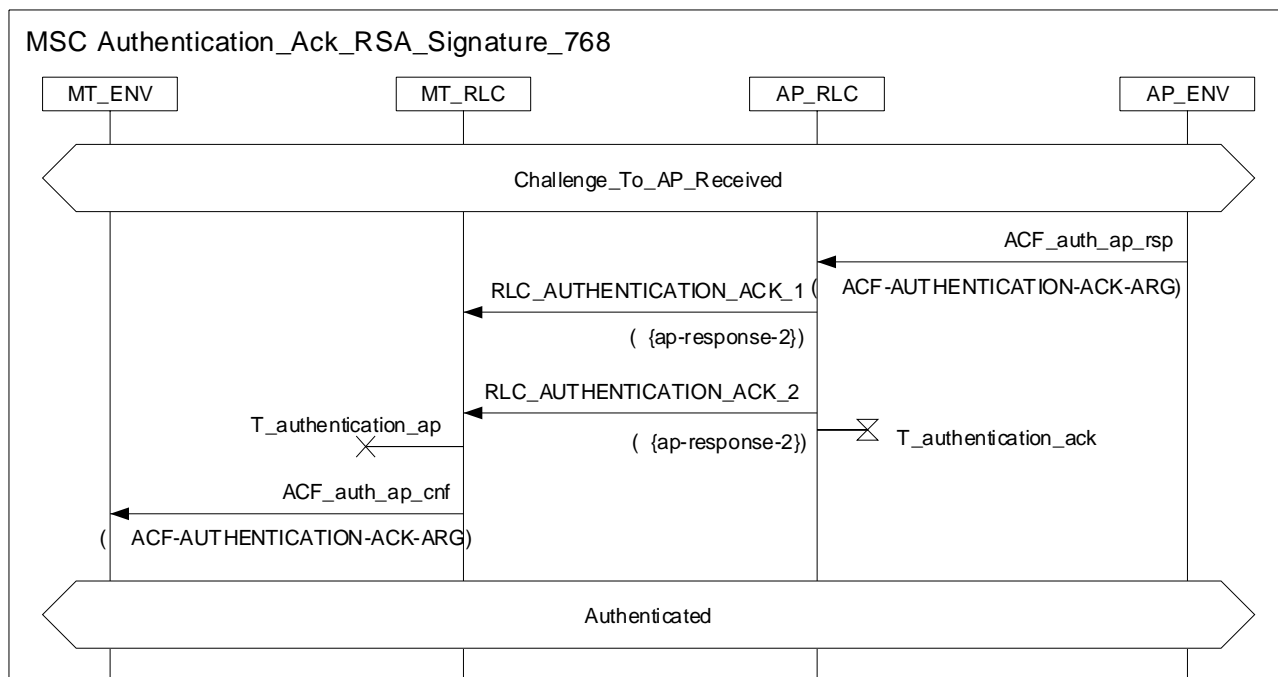 MSC Authentication_Ack_RSA_Signature_768
MT_ENV MT_RLC AP_RLC AP_ENV
Challenge_To_AP_Received
ACF_auth_ap_rsp
RLC_AUTHENTICATION_ACK_1 ( ACF-AUTHENTICATION-ACK-ARG)
( {ap-response-2})
RLC_AUTHENTICATION_ACK_2
T_authentication_ap
( {ap-response-2}) T_authentication_ack
ACF_auth_ap_cnf
( ACF-AUTHENTICATION-ACK-ARG)
Authenticated